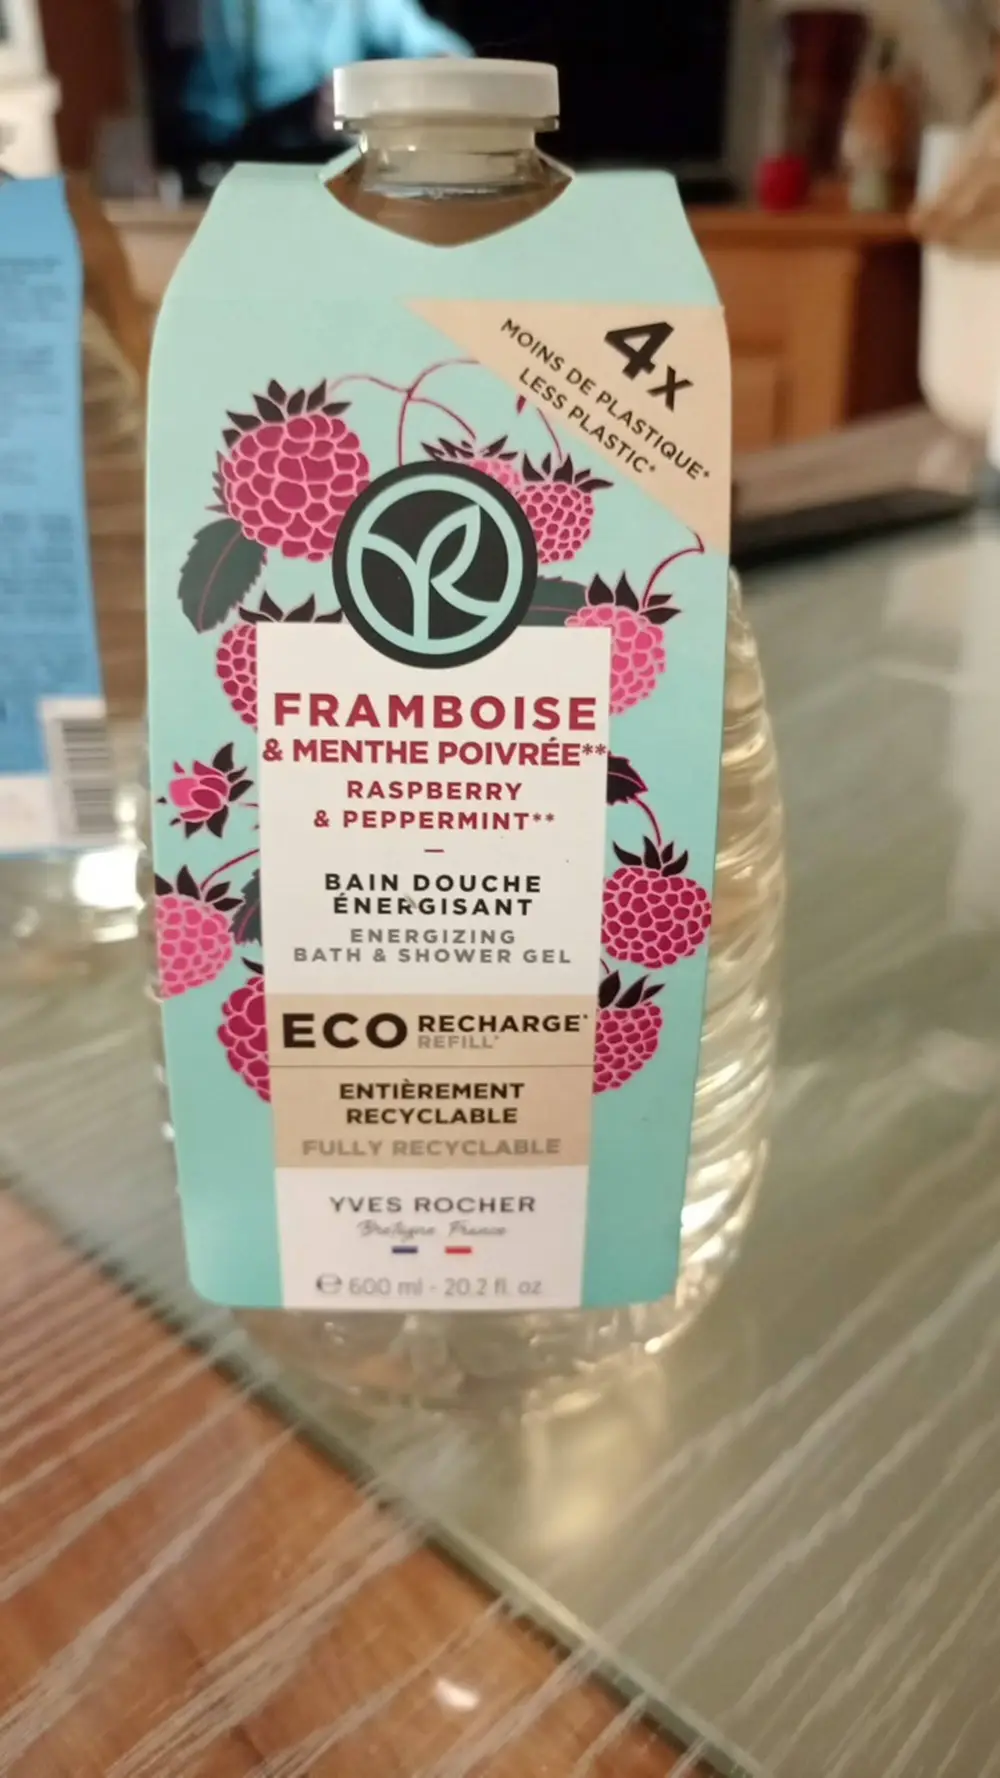 4x
MOINS DE PLASTIQUE*
LESS PLASTIC*
FRAMBOISE
& MENTHE POIVRÉE**
RASPBERRY
& PEPPERMINT**
BAIN DOUCHE
ÉNERGISANT
ENERGIZING
BATH & SHOWER GEL
ECO RECHARGE*
REFILL*
ENTIÈREMENT
RECYCLABLE
FULLY RECYCLABLE
YVES ROCHER
Bretagne France
℮ 600 ml - 20.2 fl. oz.